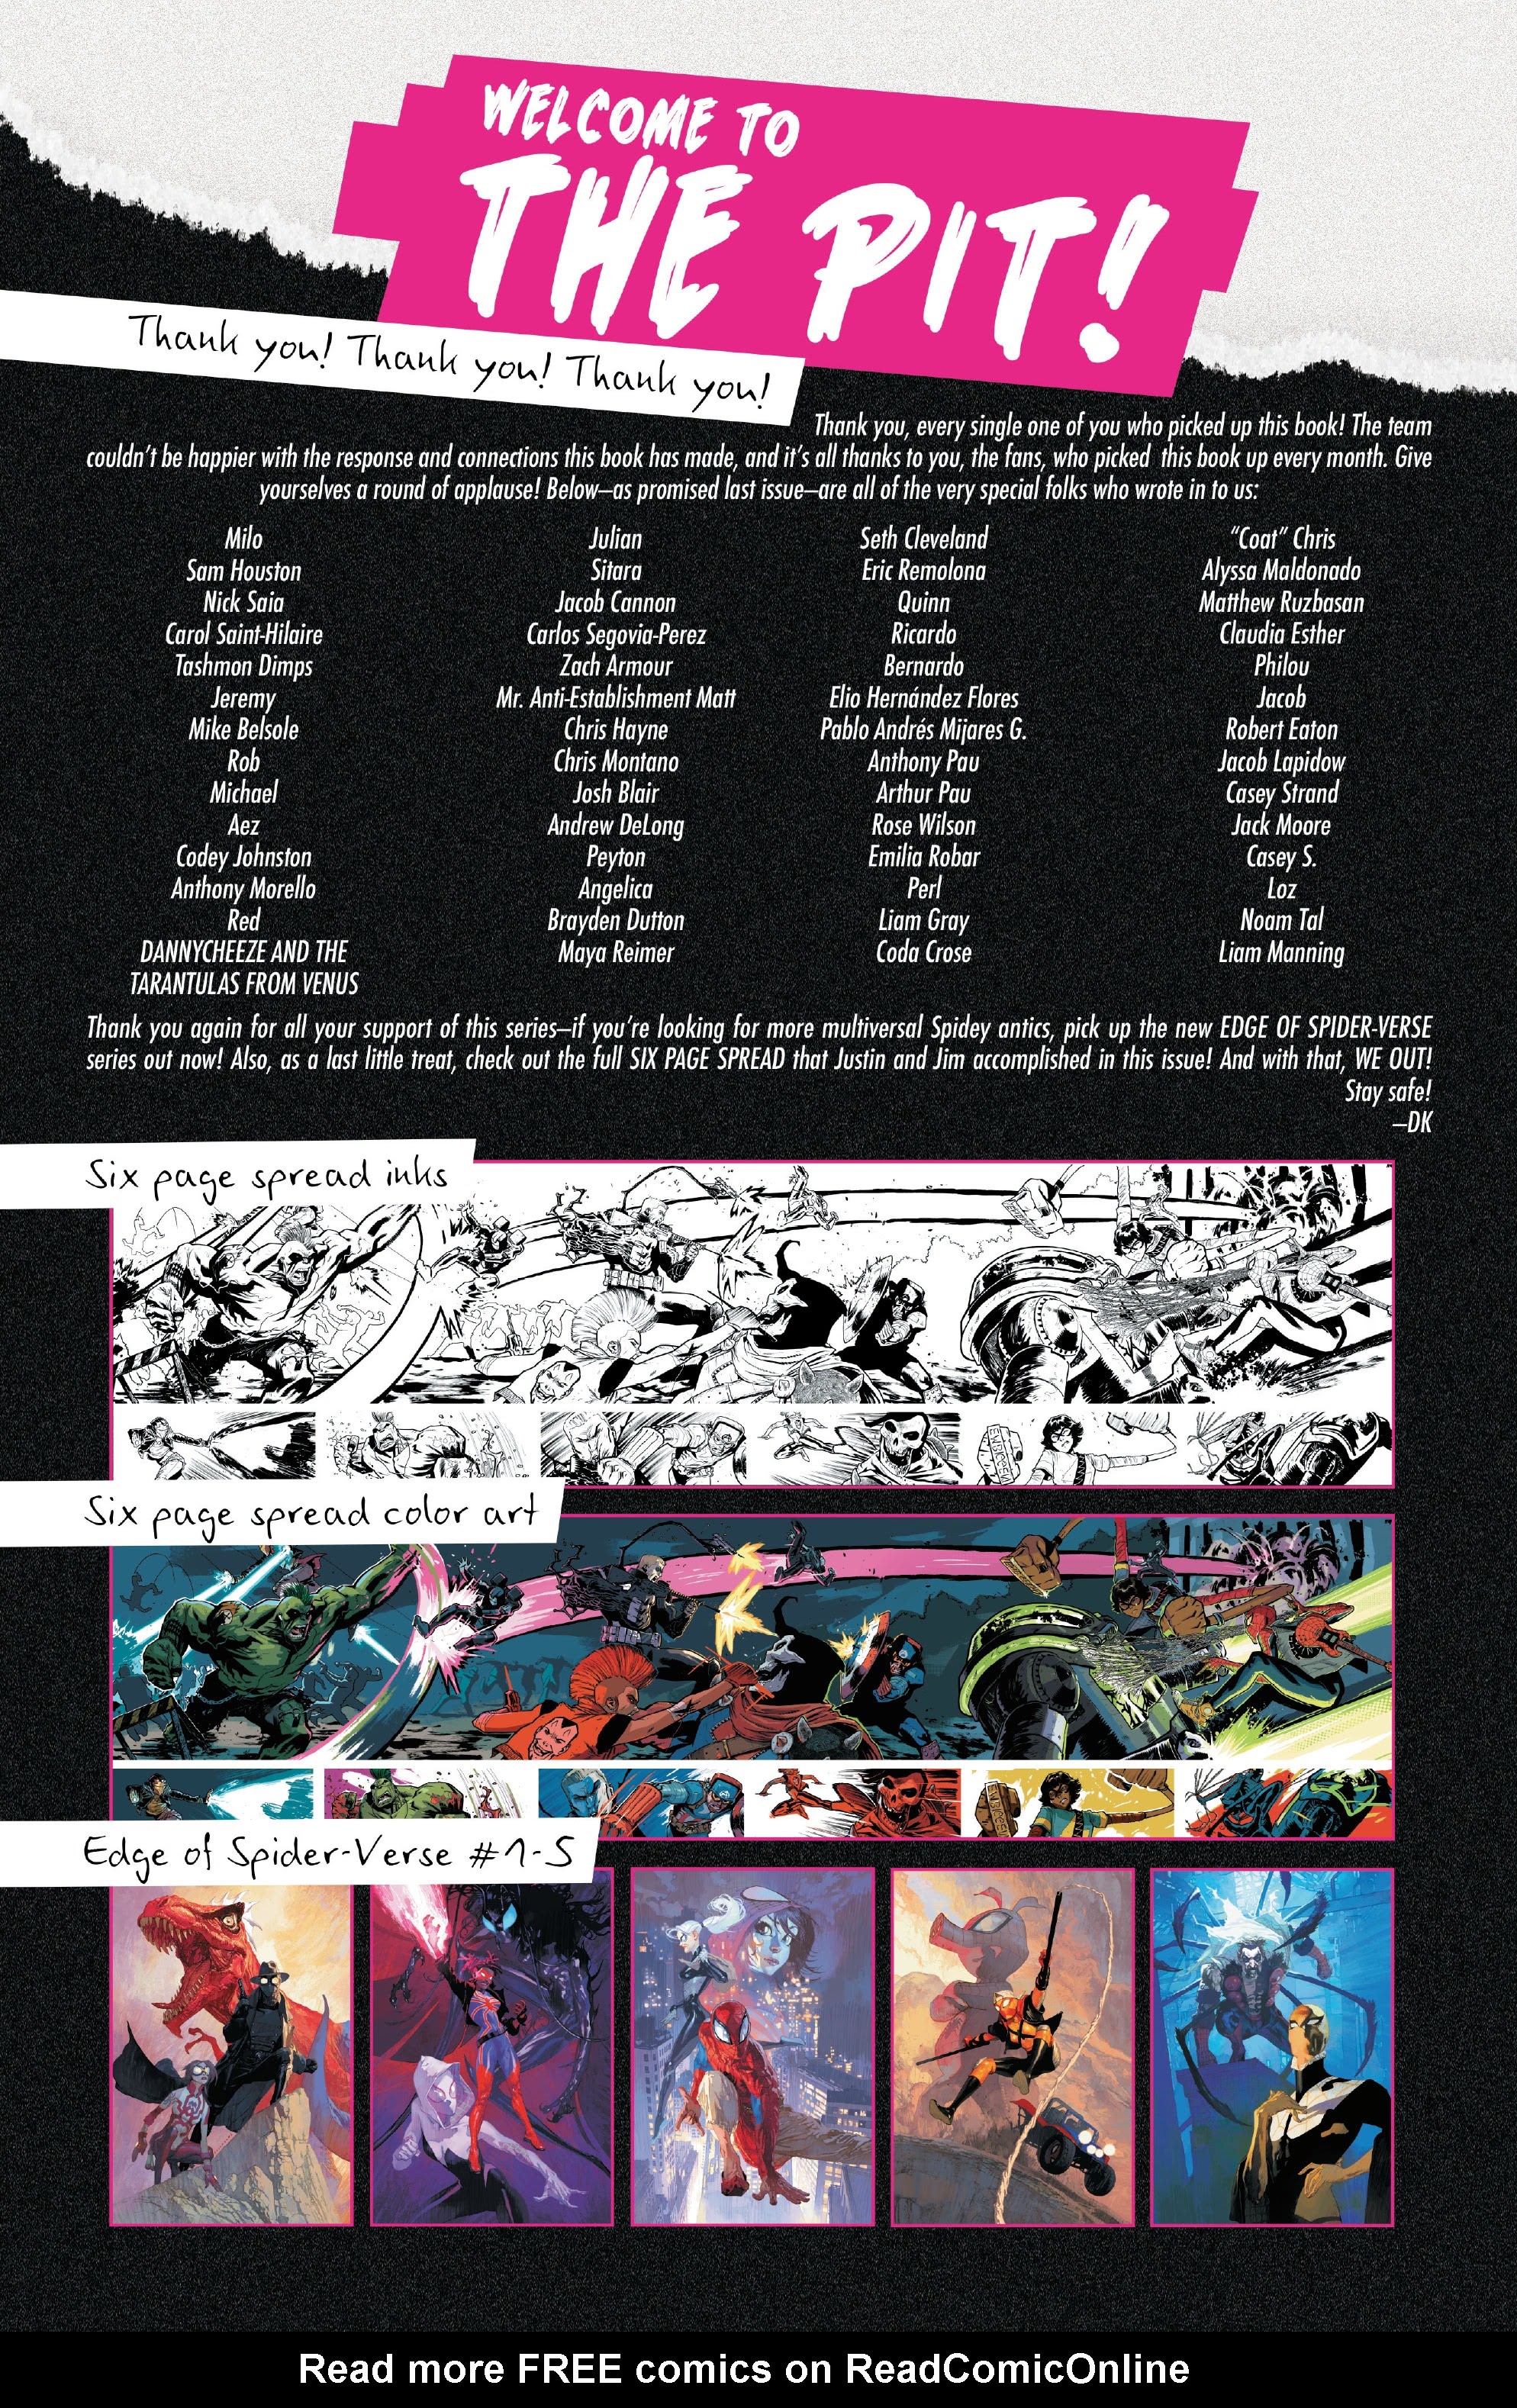 WELCOME TO
THE PIT!
Thank you! Thank you! Thank you!
Thank you, every single one of you who picked up this book! The team
couldn't be happier with the response and connections this book has made, and it's all thanks to you, the fans, who picked this book up every month. Give
yourselves a round of applause! Below—as promised last issue—are all of the very special folks who wrote in to us:
Milo
Sam Houston
Nick Saia
Carol Saint-Hilaire
Tashmon Dimps
Jeremy
Mike Belsole
Rob
Michael
Aez
Codey Johnston
Anthony Morello
Red
DANNYCHEEZE AND THE
TARANTULAS FROM VENUS
Julian
Sitara
Jacob Cannon
Carlos Segovia-Perez
Zach Armour
Mr. Anti-Establishment Matt
Chris Hayne
Chris Montano
Josh Blair
Andrew DeLong
Peyton
Angelica
Brayden Dutton
Maya Reimer
Seth Cleveland
Eric Remolona
Quinn
Ricardo
Bernardo
Elio Hernández Flores
Pablo Andrés Mijares G.
Anthony Pau
Arthur Pau
Rose Wilson
Emilia Robar
Perl
Liam Gray
Coda Crose
“Coat” Chris
Alyssa Maldonado
Matthew Ruzbasan
Claudia Esther
Philou
Jacob
Robert Eaton
Jacob Lapidow
Casey Strand
Jack Moore
Casey S.
Loz
Noam Tal
Liam Manning
Thank you again for all your support of this series—if you're looking for more multiversal Spidey antics, pick up the new EDGE OF SPIDER-VERSE
series out now! Also, as a last little treat, check out the full SIX PAGE SPREAD that Justin and Jim accomplished in this issue! And with that, WE OUT!
Stay safe!
—DK
Six page spread inks
Six page spread color art
Edge of Spider-Verse #1-5
Read more FREE comics on ReadComicOnline